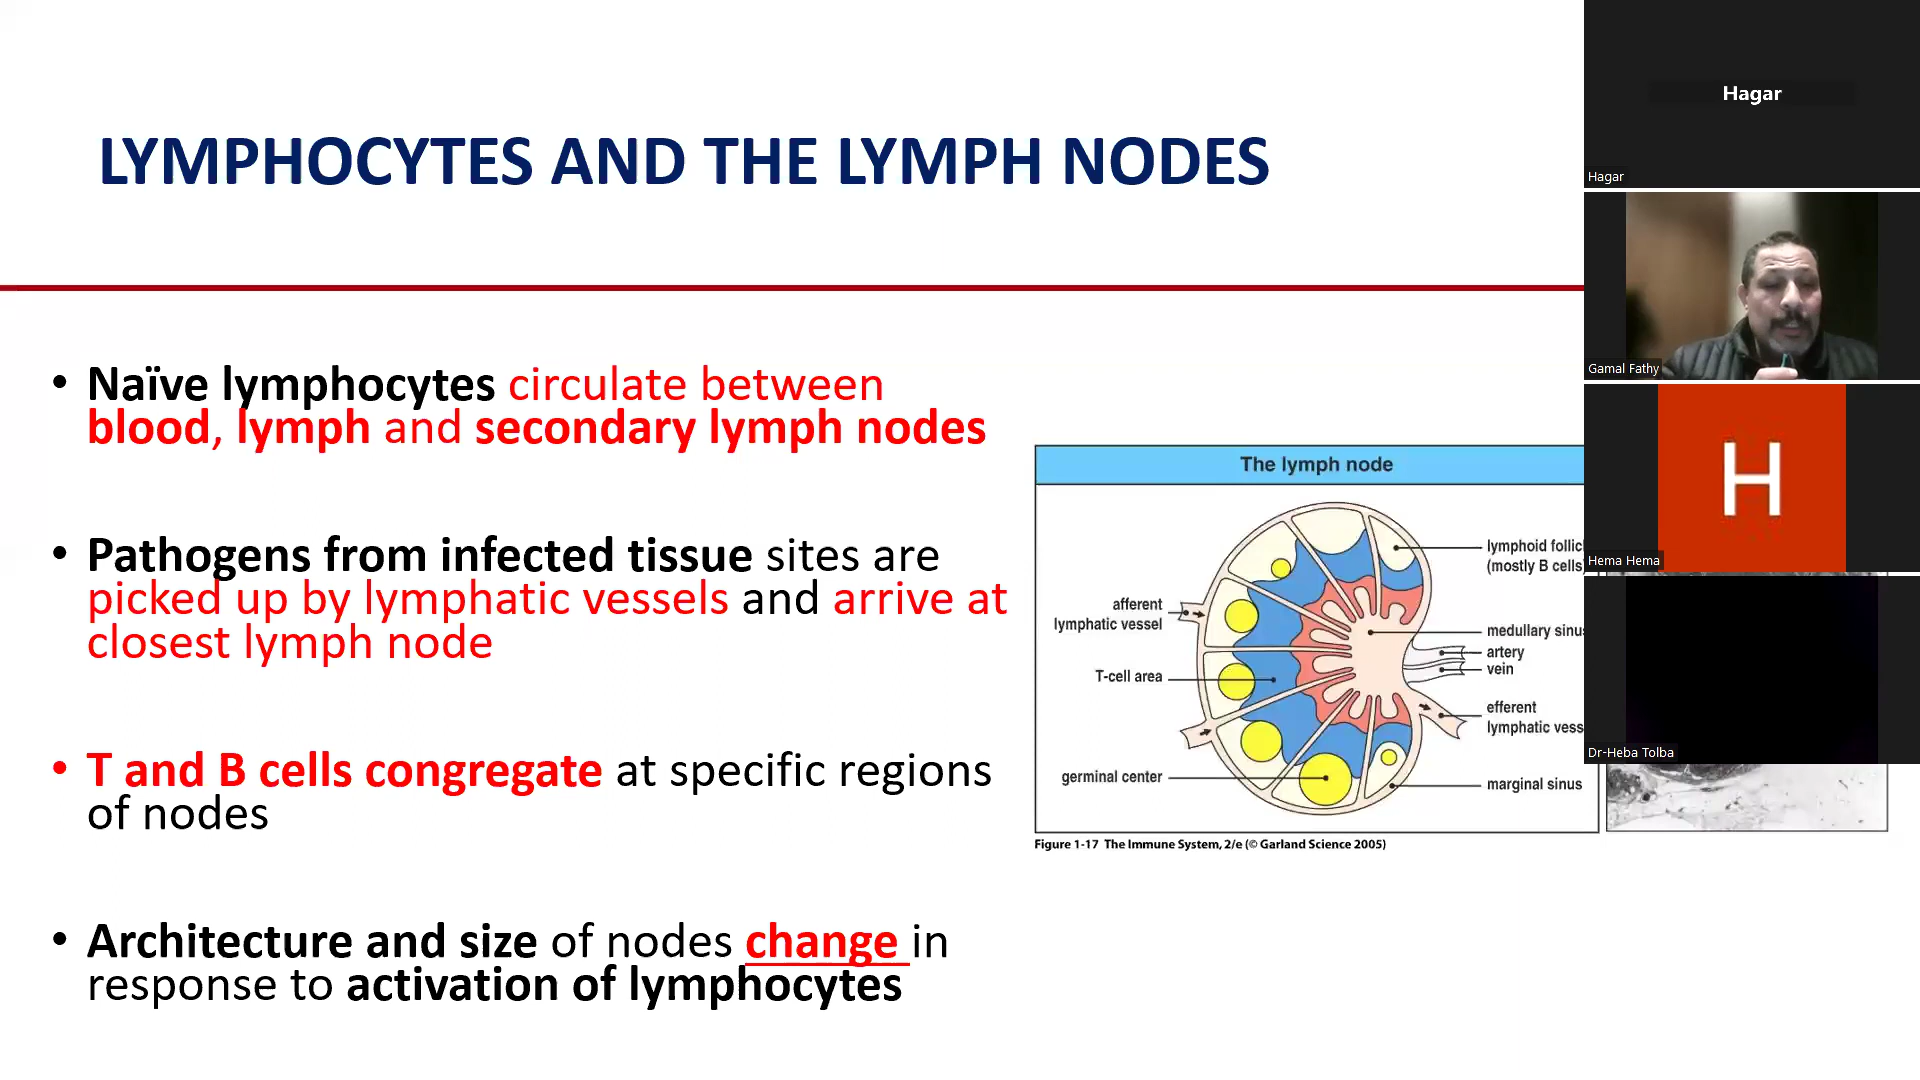 LYMPHOCYTES AND THE LYMPH NODES
• Naïve lymphocytes circulate between
blood, lymph and secondary lymph nodes
• Pathogens from infected tissue sites are
picked up by lymphatic vessels and arrive at
closest lymph node
• T and B cells congregate at specific regions
of nodes
• Architecture and size of nodes change in
response to activation of lymphocytes
The lymph node
afferent
lymphatic vessel
T-cell area
germinal center
lymphoid follic
(mostly B cells
medullary sinu
artery
vein
efferent
lymphatic vess
marginal sinus
Figure 1-17 The Immune System, 2/e (© Garland Science 2005)
Hagar
Hagar
Gamal Fathy
H
Hema Hema
Dr-Heba Tolba